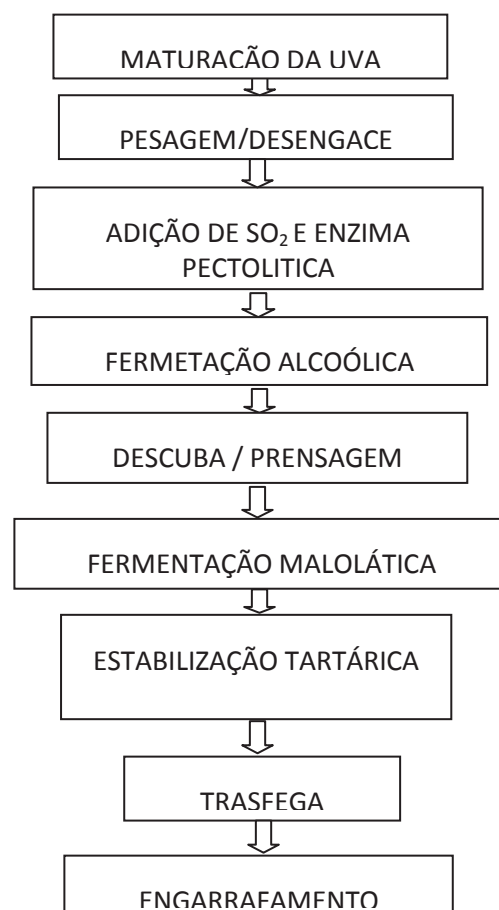 MATURAÇÃO DA UVA
PESAGEM/DESENGACE
ADIÇÃO DE SO₂ E ENZIMA
PECTOLITICA
FERMETAÇÃO ALCOÓLICA
DESCUBA / PRENSAGEM
FERMENTAÇÃO MALOLÁTICA
ESTABILIZAÇÃO TARTÁRICA
TRASFEGA
ENGARRAFAMENTO